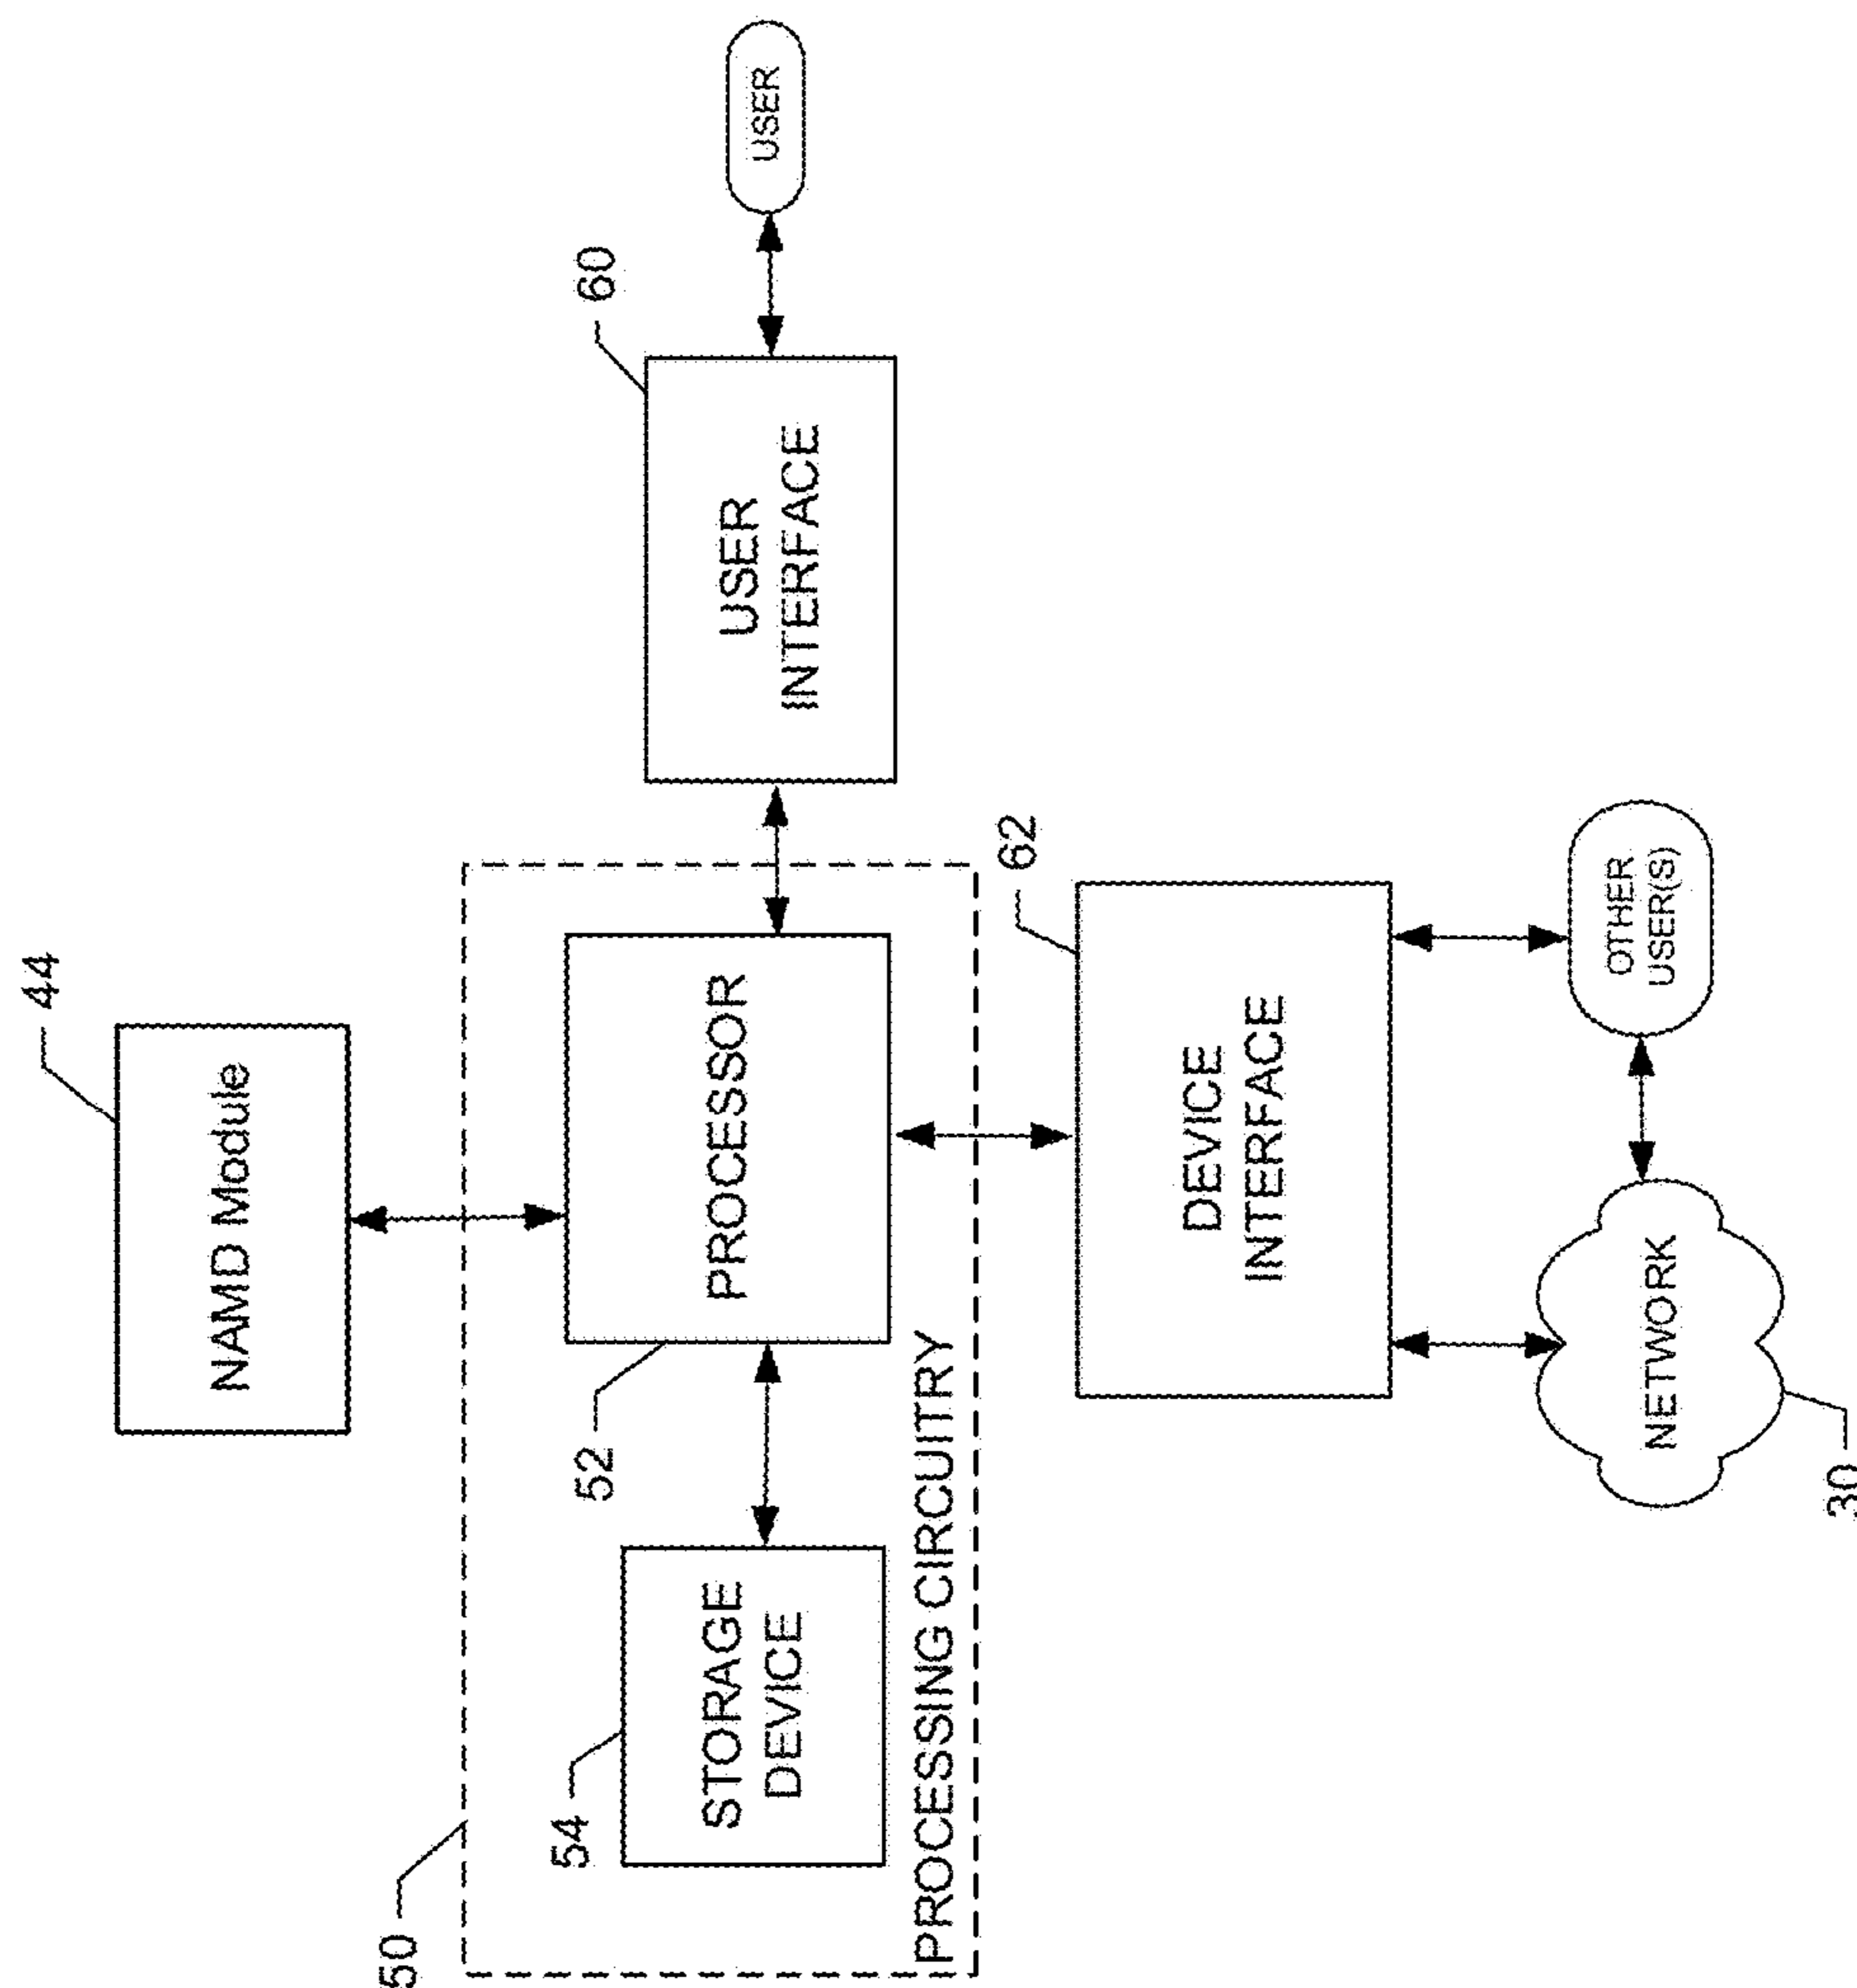 44
NAMD Module
50
PROCESSING CIRCUITRY
54
STORAGE
DEVICE
52
PROCESSOR
60
USER
INTERFACE
USER
62
DEVICE
INTERFACE
NETWORK
30
OTHER
USER(S)